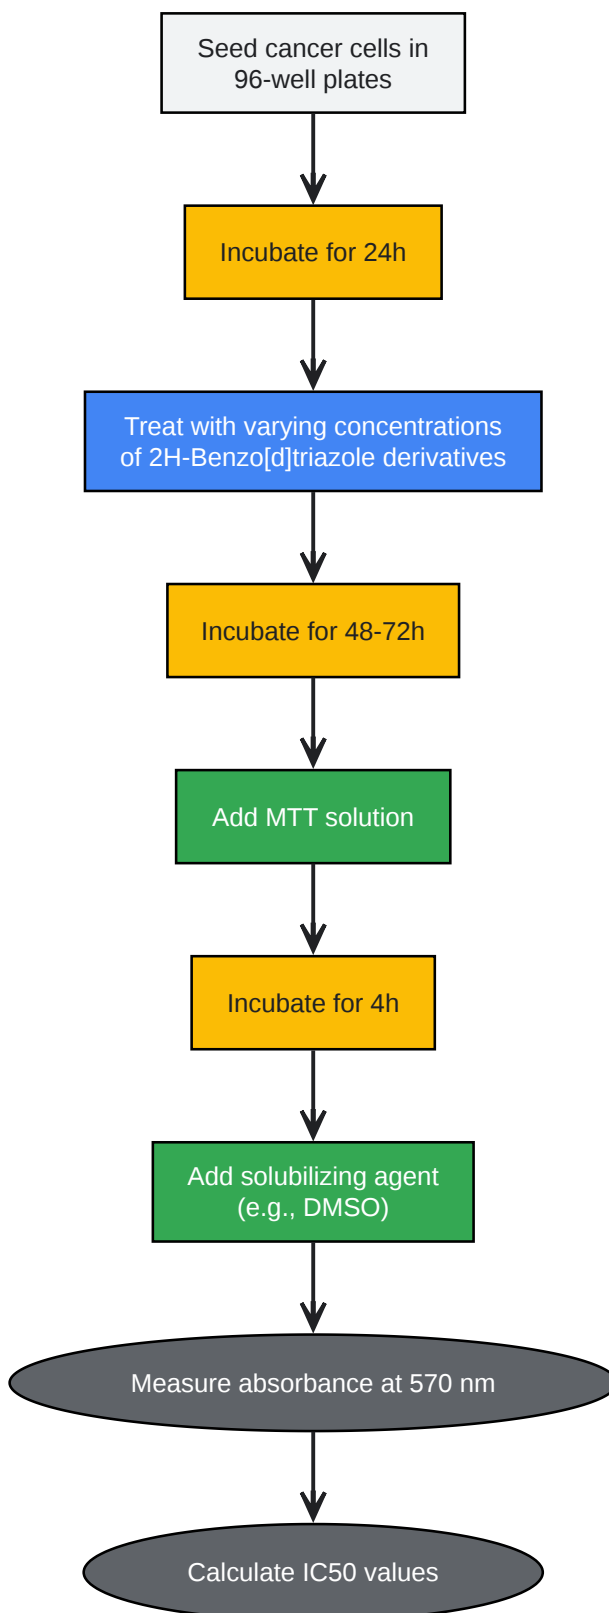 Seed cancer cells in
96-well plates
Incubate for 24h
Treat with varying concentrations
of 2H-Benzo[d]triazole derivatives
Incubate for 48-72h
Add MTT solution
Incubate for 4h
Add solubilizing agent
(e.g., DMSO)
Measure absorbance at 570 nm
Calculate IC50 values